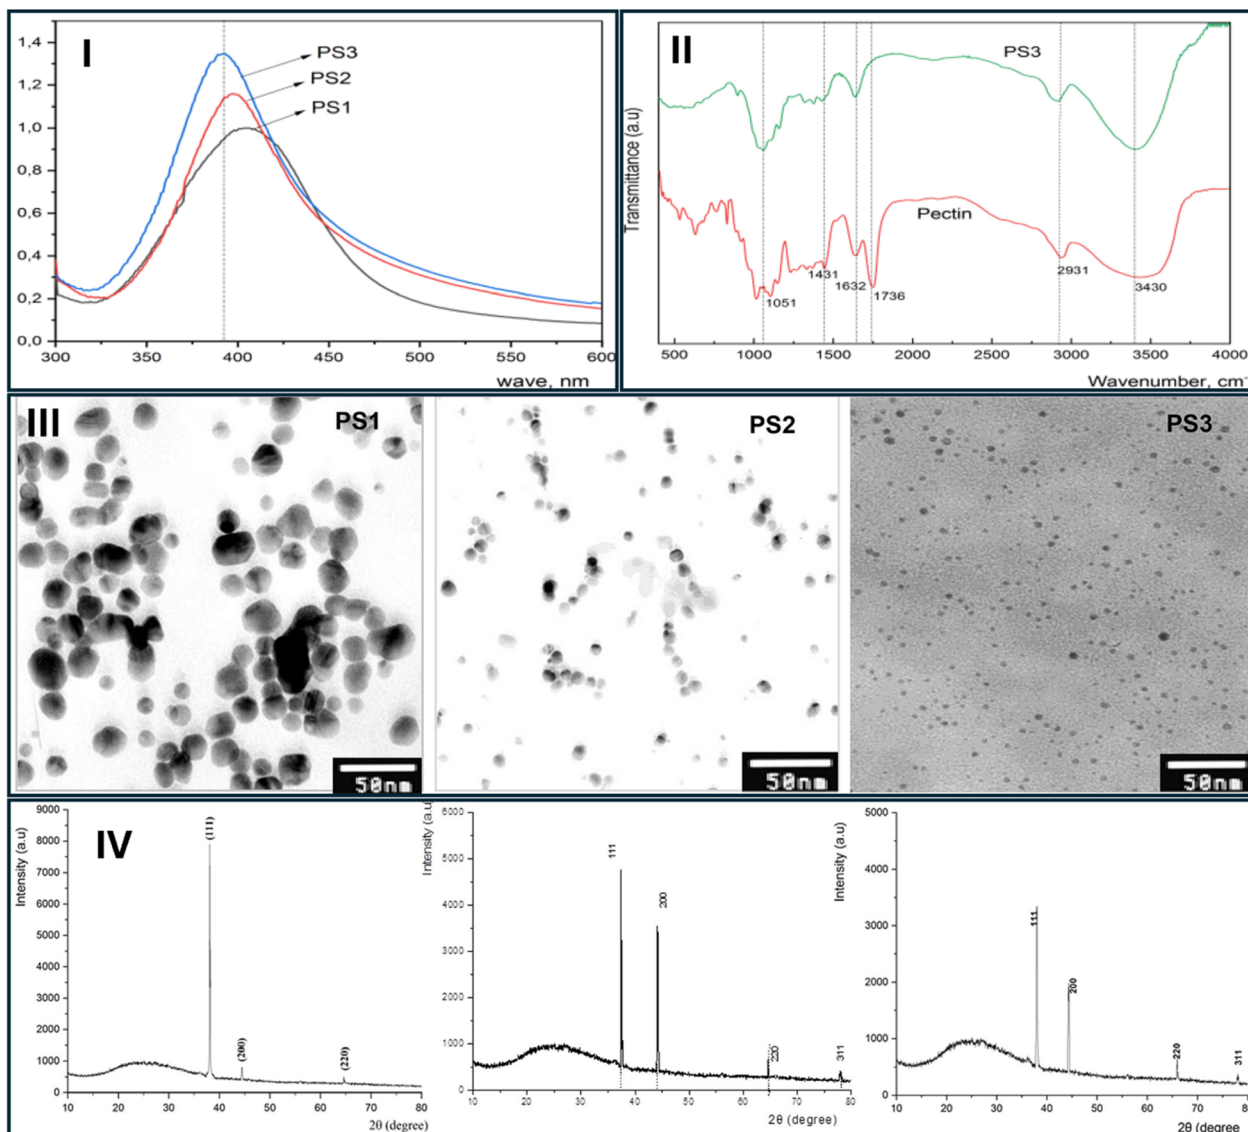 I
1,4
1,2
1,0
0,8
0,6
0,4
0,2
0,0
300 350 400 450 500 550 600
wave, nm
PS3
PS2
PS1
II
Transmittance (a.u)
PS3
Pectin
1051
1431
1632
1736
2931
3430
500 1000 1500 2000 2500 3000 3500 4000
Wavenumber, cm⁻
III
PS1
50nm
PS2
50nm
PS3
50nm
IV
Intensity (a.u)
9000
8000
7000
6000
5000
4000
3000
2000
1000
0
(111)
(200)
(220)
10 20 30 40 50 60 70 80
2θ (degree)
Intensity (a.u
6000
5000
4000
3000
2000
1000
0
111
200
220
311
10 20 30 40 50 60 70 80
2θ (degree)
Intensity (a.u)
5000
3000
2000
1000
0
111
200
220
311
10 20 30 40 50 60 70 80
2θ (degree